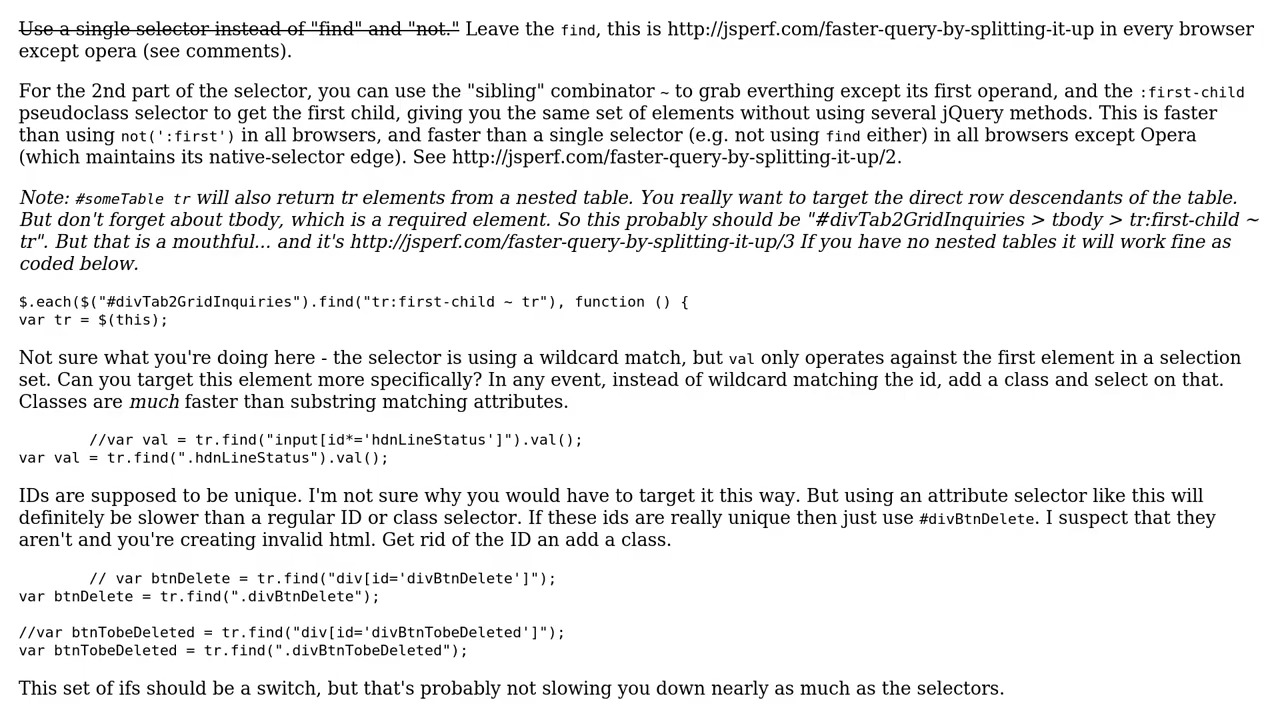 Use a single selector instead of "find" and "not." Leave the find, this is http://jsperf.com/faster-query-by-splitting-it-up in every browser
except opera (see comments).
For the 2nd part of the selector, you can use the "sibling" combinator ~ to grab everthing except its first operand, and the :first-child
pseudoclass selector to get the first child, giving you the same set of elements without using several jQuery methods. This is faster
than using not(':first') in all browsers, and faster than a single selector (e.g. not using find either) in all browsers except Opera
(which maintains its native-selector edge). See http://jsperf.com/faster-query-by-splitting-it-up/2.
Note: #someTable tr will also return tr elements from a nested table. You really want to target the direct row descendants of the table.
But don't forget about tbody, which is a required element. So this probably should be "#divTab2GridInquiries > tbody > tr:first-child ~
tr". But that is a mouthful... and it's http://jsperf.com/faster-query-by-splitting-it-up/3 If you have no nested tables it will work fine as
coded below.
$.each($("#divTab2GridInquiries").find("tr:first-child ~ tr"), function () {
var tr = $(this);
Not sure what you're doing here - the selector is using a wildcard match, but val only operates against the first element in a selection
set. Can you target this element more specifically? In any event, instead of wildcard matching the id, add a class and select on that.
Classes are much faster than substring matching attributes.
//var val = tr.find("input[id*='hdnLineStatus']").val();
var val = tr.find(".hdnLineStatus").val();
IDs are supposed to be unique. I'm not sure why you would have to target it this way. But using an attribute selector like this will
definitely be slower than a regular ID or class selector. If these ids are really unique then just use #divBtnDelete. I suspect that they
aren't and you're creating invalid html. Get rid of the ID an add a class.
// var btnDelete = tr.find("div[id='divBtnDelete']");
var btnDelete = tr.find(".divBtnDelete");
//var btnTobeDeleted = tr.find("div[id='divBtnTobeDeleted']");
var btnTobeDeleted = tr.find(".divBtnTobeDeleted");
This set of ifs should be a switch, but that's probably not slowing you down nearly as much as the selectors.